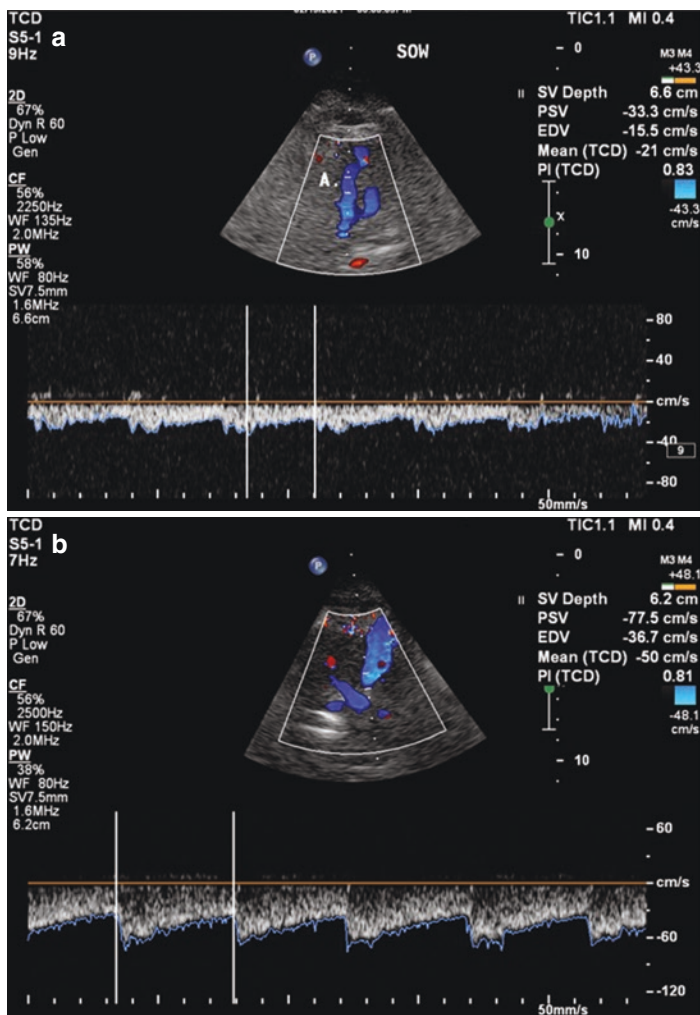 TCD
S5-1
9Hz
a
TIC1.1 MI 0.4
P
SOW
0
M3 M4
+43.3
2D
67%
Dyn R 60
P Low
Gen
SV Depth 6.6 cm
PSV -33.3 cm/s
EDV -15.5 cm/s
Mean (TCD) -21 cm/s
PI (TCD) 0.83
-43.3
cm/s
CF
56%
2250Hz
WF 135Hz
2.0MHz
A
x
10
PW
58%
WF 80Hz
SV7.5mm
1.6MHz
6.6cm
80
40
cm/s
-40
9
-80
50mm/s
TCD
S5-1
7Hz
b
TIC1.1 MI 0.4
P
0
M3 M4
+48.1
2D
67%
Dyn R 60
P Low
Gen
SV Depth 6.2 cm
PSV -77.5 cm/s
EDV -36.7 cm/s
Mean (TCD) -50 cm/s
PI (TCD) 0.81
-48.1
cm/s
CF
56%
2500Hz
WF 150Hz
2.0MHz
10
PW
38%
WF 80Hz
SV7.5mm
1.6MHz
6.2cm
60
cm/s
-60
-120
50mm/s